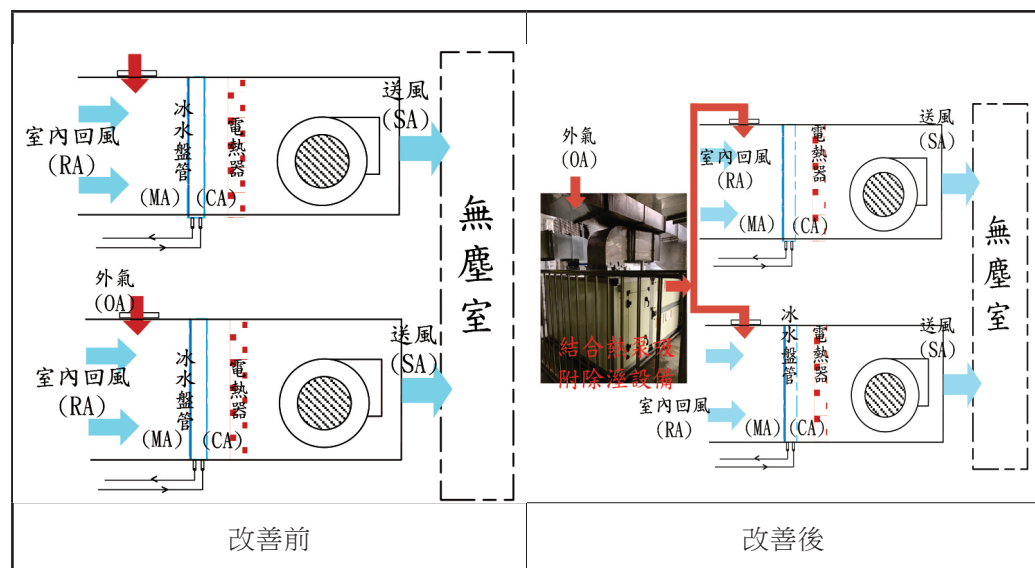 冰水盤管
電熱器
送風
(SA)
室內回風
(RA)
(MA)
(CA)
外氣
(OA)
冰水盤管
電熱器
送風
(SA)
室內回風
(RA)
(MA)
(CA)
無塵室
改善前
外氣
(OA)
結合熱泵吸
附除溼設備
電熱器
送風
(SA)
室內回風
(RA)
(MA)
(CA)
冰水盤管
電熱器
送風
(SA)
室內回風
(RA)
(MA)
(CA)
無塵室
改善後